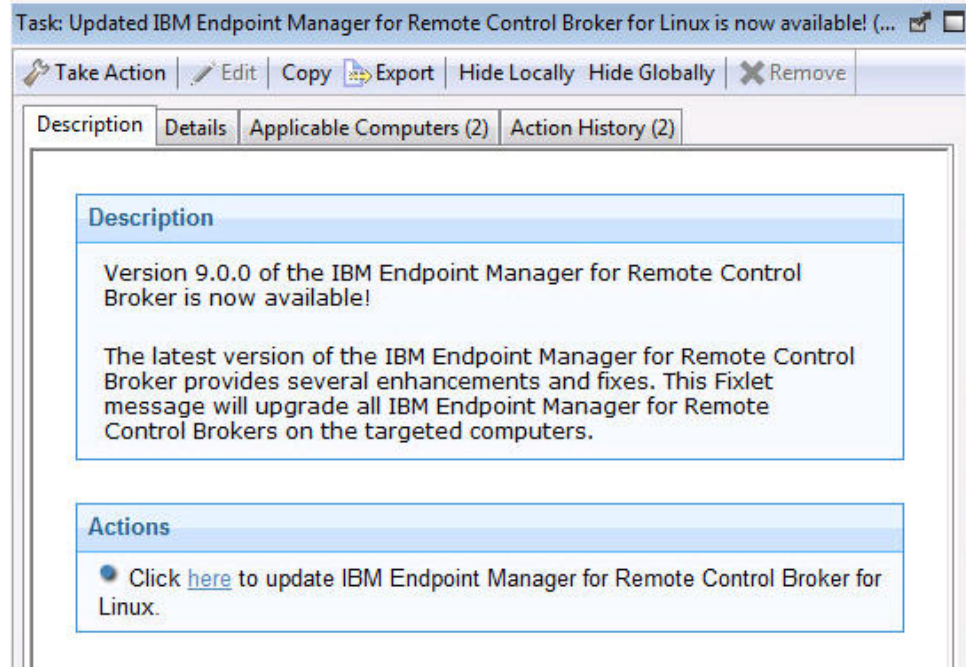 Task: Updated IBM Endpoint Manager for Remote Control Broker for Linux is now available! (...
Take Action Edit Copy Export Hide Locally Hide Globally Remove
Description Details Applicable Computers (2) Action History (2)
Description
Version 9.0.0 of the IBM Endpoint Manager for Remote Control
Broker is now available!
The latest version of the IBM Endpoint Manager for Remote Control
Broker provides several enhancements and fixes. This Fixlet
message will upgrade all IBM Endpoint Manager for Remote
Control Brokers on the targeted computers.
Actions
Click here to update IBM Endpoint Manager for Remote Control Broker for
Linux.